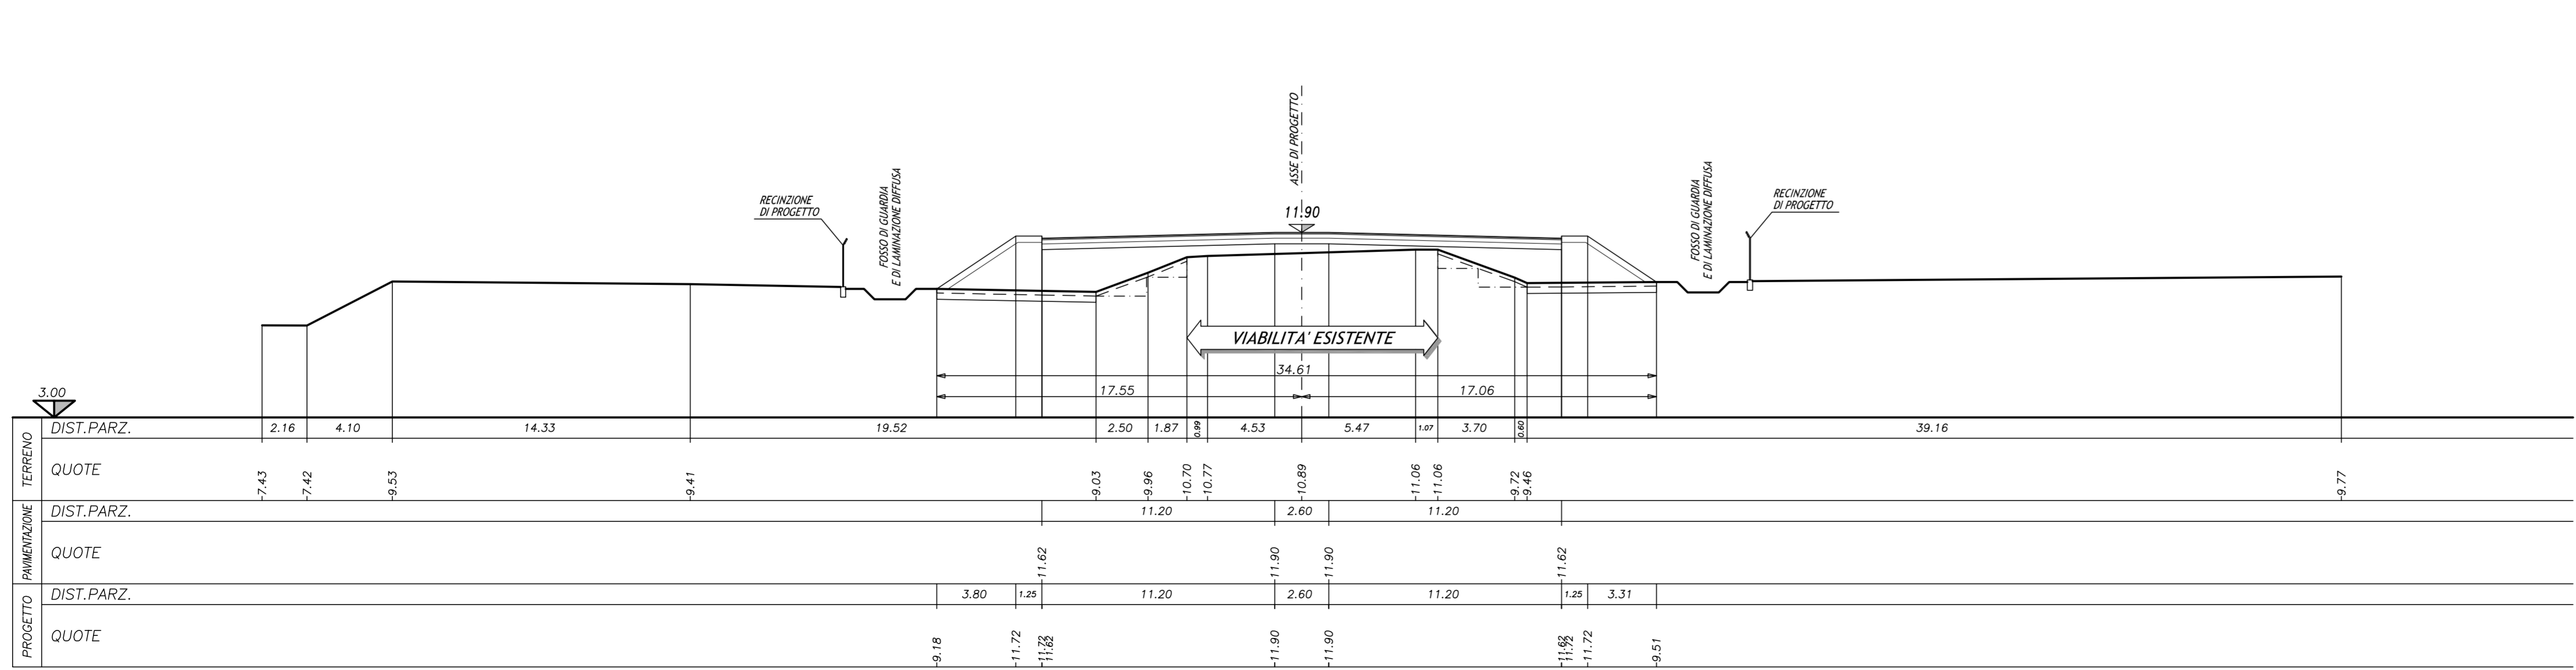 ASSE DI PROGETTO
11.90
RECINZIONE
DI PROGETTO
FOSSO DI GUARDIA
E DI LAMINAZIONE DIFFUSA
FOSSO DI GUARDIA
E DI LAMINAZIONE DIFFUSA
RECINZIONE
DI PROGETTO
VIABILITA' ESISTENTE
34.61
17.55 17.06
3.00
TERRENO
DIST.PARZ. 2.16 4.10 14.33 19.52 2.50 1.87 0.99 4.53 5.47 1.07 3.70 0.60 39.16
QUOTE 7.43 7.42 9.53 9.41 9.03 9.96 10.70 10.77 10.89 11.06 11.06 9.72 9.46 9.77
PAVIMENTAZIONE
DIST.PARZ. 11.20 2.60 11.20
QUOTE 11.62 11.90 11.90 11.62
PROGETTO
DIST.PARZ. 3.80 1.25 11.20 2.60 11.20 1.25 3.31
QUOTE 9.18 11.72 11.72 11.62 11.90 11.90 11.62 11.72 11.72 9.51